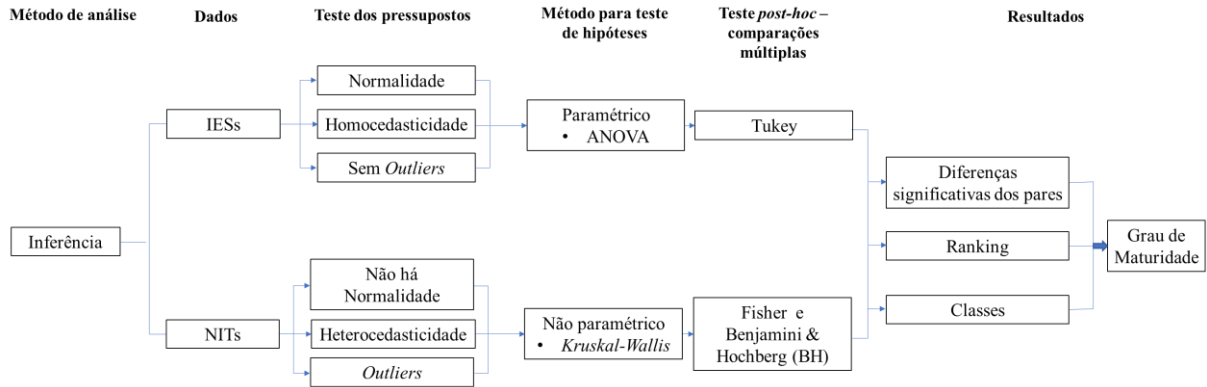 Método de análise
Dados
Teste dos pressupostos
Método para teste
de hipóteses
Teste post-hoc –
comparações
múltiplas
Resultados
Inferência
IESs
Normalidade
Homocedasticidade
Sem Outliers
Paramétrico
• ANOVA
Tukey
NITs
Não há
Normalidade
Heterocedasticidade
Outliers
Não paramétrico
• Kruskal-Wallis
Fisher e
Benjamini &
Hochberg (BH)
Diferenças
significativas dos pares
Ranking
Classes
Grau de
Maturidade